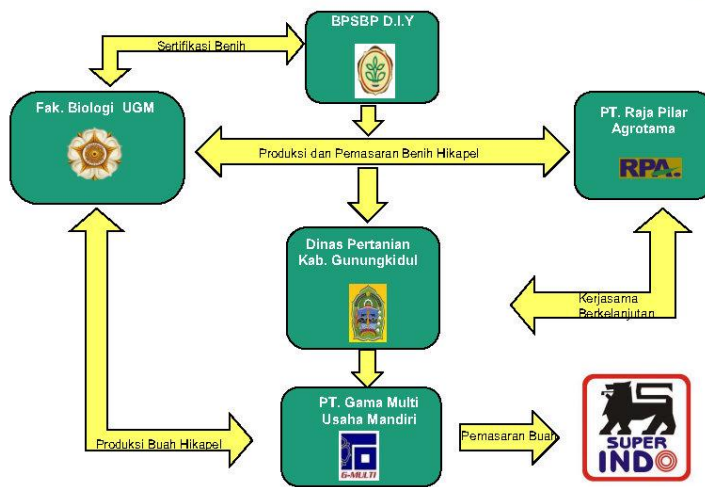 BPSBP D.I.Y
Sertifikasi Benih
Fak. Biologi UGM
PT. Raja Pilar
Agrotama
RPA.
Produksi dan Pemasaran Benih Hikapel
Dinas Pertanian
Kab. Gunungkidul
Kerjasama
Berkelanjutan
PT. Gama Multi
Usaha Mandiri
G-MULTI
Produksi Buah Hikapel
Pemasaran Buah
SUPER
INDO